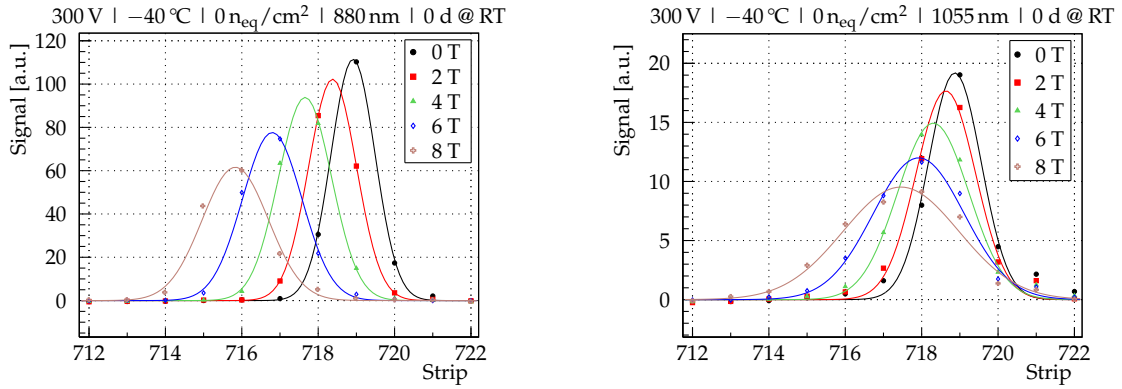 300 V | −40 °C | 0 n_eq/cm² | 880 nm | 0 d @ RT
Signal [a.u.]
120
100
80
60
40
20
0
0 T
2 T
4 T
6 T
8 T
712 714 716 718 720 722
Strip
300 V | −40 °C | 0 n_eq/cm² | 1055 nm | 0 d @ RT
Signal [a.u.]
20
15
10
5
0
0 T
2 T
4 T
6 T
8 T
712 714 716 718 720 722
Strip